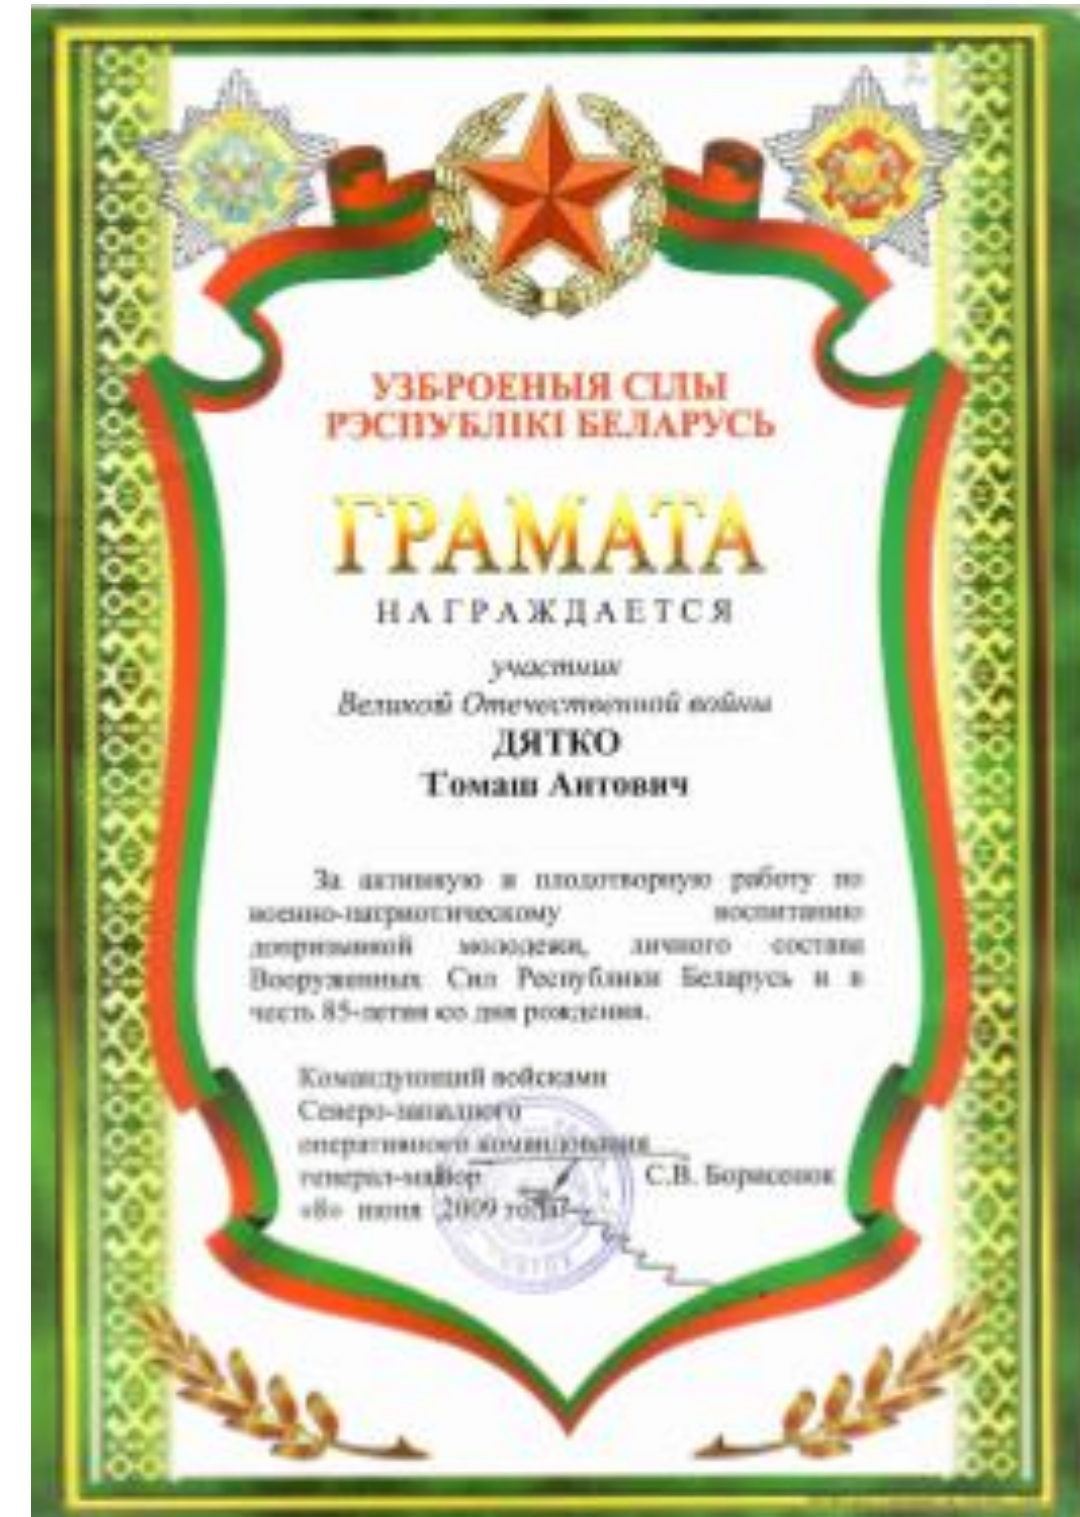 УЗБРОЕНЫЯ СІЛЫ
РЭСПУБЛІКІ БЕЛАРУСЬ
ГРАМАТА
НАГРАЖДАЕТСЯ
участник
Великой Отечественной войны
ДЯТКО
Томаш Антович
За активную и плодотворную работу по
военно-патриотическому воспитанию
допризывной молодежи, личного состава
Вооруженных Сил Республики Беларусь и в
честь 85-летия со дня рождения.
Командующий войсками
Северо-западного
оперативного командования
генерал-майор С.В. Борисенок
«8» июня 2009 года